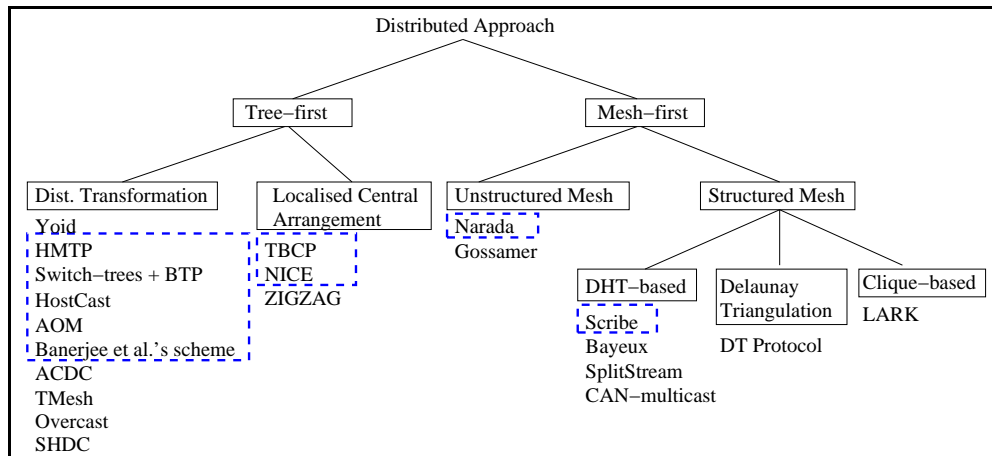 Distributed Approach
Tree−first
Mesh−first
Dist. Transformation
Yoid
HMTP
Switch−trees + BTP
HostCast
AOM
Banerjee et al.'s scheme
ACDC
TMesh
Overcast
SHDC
Localised Central
Arrangement
TBCP
NICE
ZIGZAG
Unstructured Mesh
Narada
Gossamer
Structured Mesh
DHT−based
Scribe
Bayeux
SplitStream
CAN−multicast
Delaunay
Triangulation
DT Protocol
Clique−based
LARK